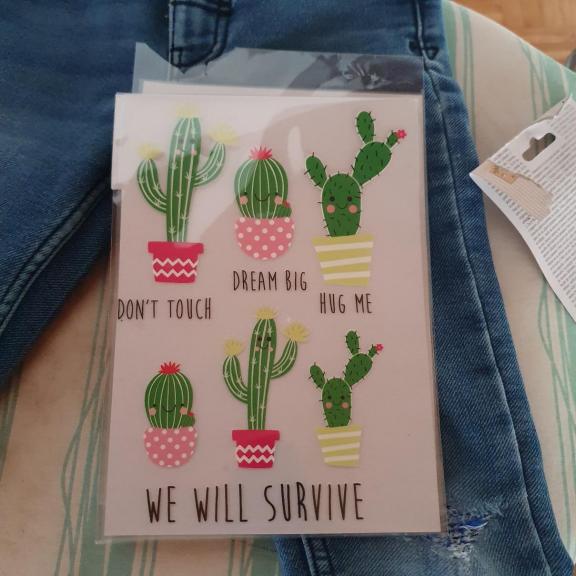 DON'T TOUCH
DREAM BIG
HUG ME
WE WILL SURVIVE